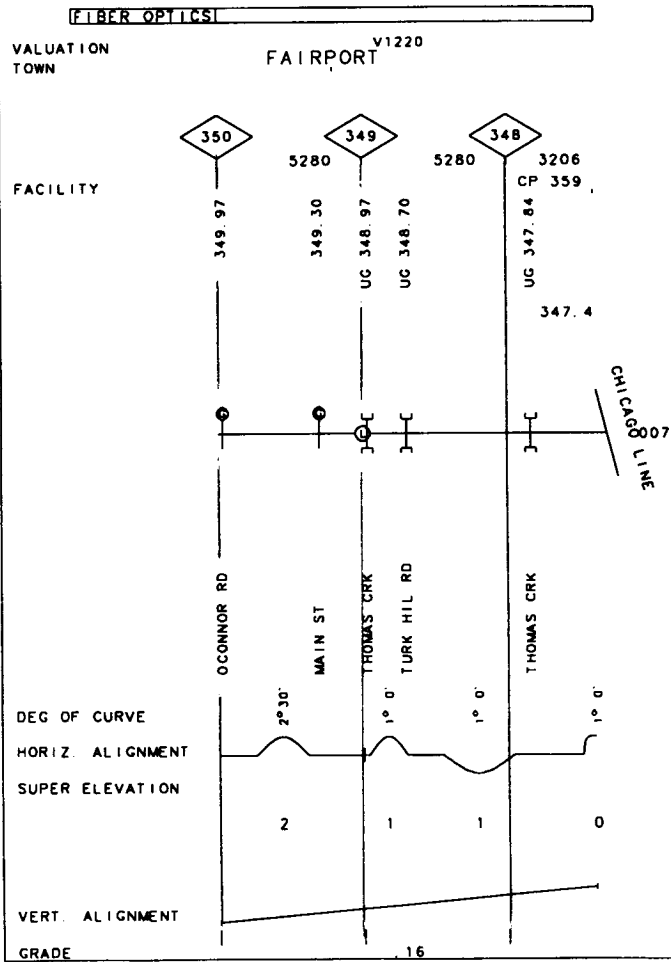 FIBER OPTICS
VALUATION V1220
TOWN FAIRPORT
350 349 348
5280 5280 3206
CP 359
FACILITY
349.97
349.30
UG 348.97
UG 348.70
UG 347.84
347.4
G G L
CHICAGO LINE
007
OCONNOR RD
MAIN ST
THOMAS CRK
TURK HIL RD
THOMAS CRK
DEG OF CURVE 2°30' 1°0' 1°0' 1°0'
HORIZ. ALIGNMENT
SUPER ELEVATION
2 1 1 0
VERT. ALIGNMENT
GRADE .16